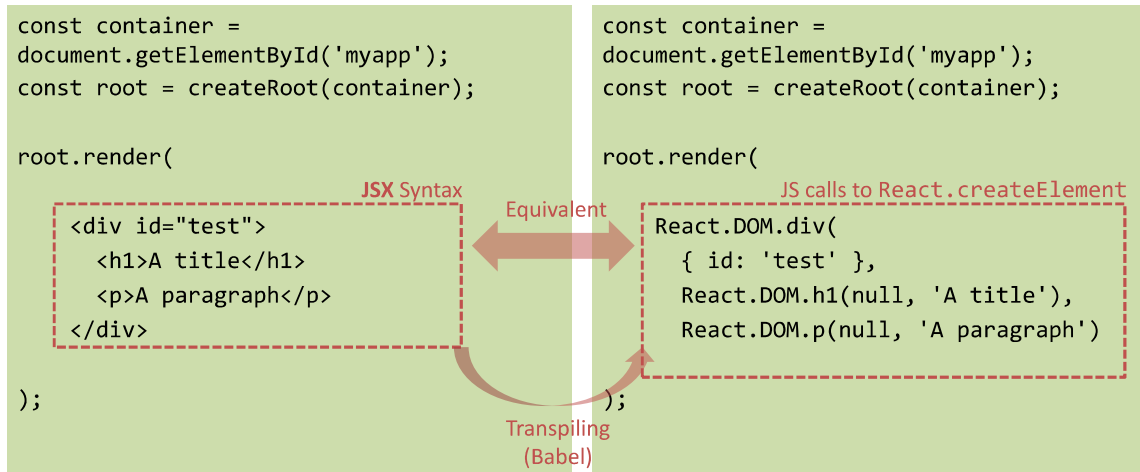 const container =
document.getElementById('myapp');
const root = createRoot(container);
root.render(
JSX Syntax
<div id="test">
<h1>A title</h1>
<p>A paragraph</p>
</div>
);
Equivalent
Transpiling
(Babel)
const container =
document.getElementById('myapp');
const root = createRoot(container);
root.render(
JS calls to React.createElement
React.DOM.div(
{ id: 'test' },
React.DOM.h1(null, 'A title'),
React.DOM.p(null, 'A paragraph')
);